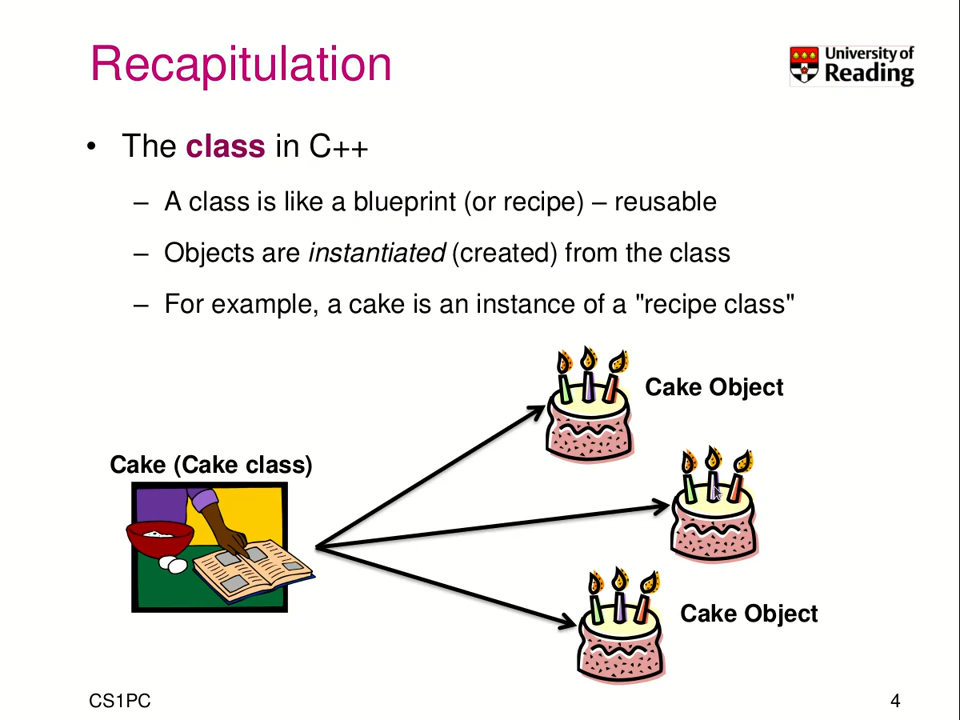 Recapitulation
University of
Reading
• The class in C++
– A class is like a blueprint (or recipe) – reusable
– Objects are instantiated (created) from the class
– For example, a cake is an instance of a "recipe class"
Cake Object
Cake (Cake class)
Cake Object
CS1PC
4